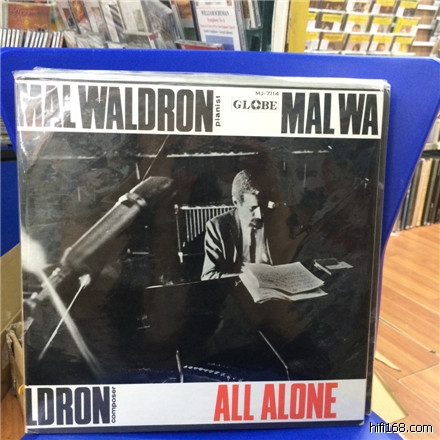 MAL WALDRON pianist MJ-7114 GLOBE MAL WA
LDRON composer ALL ALONE
hifi168.com